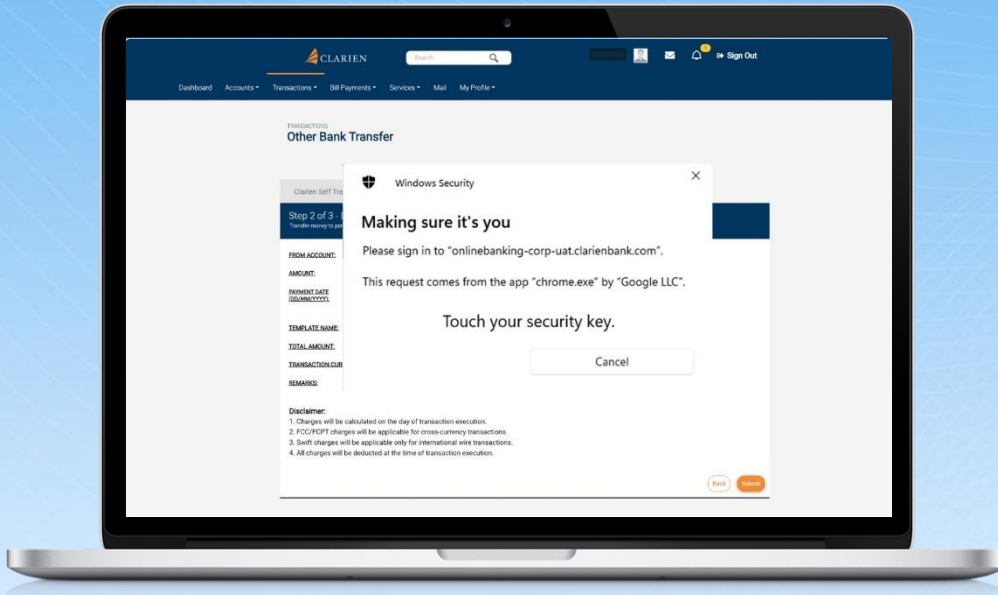 CLARIEN
Search
1
Sign Out
Dashboard Accounts Transactions Bill Payments Services Mail My Profile
TRANSACTIONS
Other Bank Transfer
Clarien Self Tra
Windows Security
Step 2 of 3 -
Transfer money to per
Making sure it's you
Please sign in to "onlinebanking-corp-uat.clarienbank.com".
This request comes from the app "chrome.exe" by "Google LLC".
Touch your security key.
Cancel
FROM ACCOUNT:
AMOUNT:
PAYMENT DATE
(DD/MM/YYYY):
TEMPLATE NAME:
TOTAL AMOUNT:
TRANSACTION CUR
REMARKS:
Disclaimer:
1. Charges will be calculated on the day of transaction execution.
2. FCC/FCPT charges will be applicable for cross-currency transactions.
3. Swift charges will be applicable only for international wire transactions.
4. All charges will be deducted at the time of transaction execution.
Back Submit